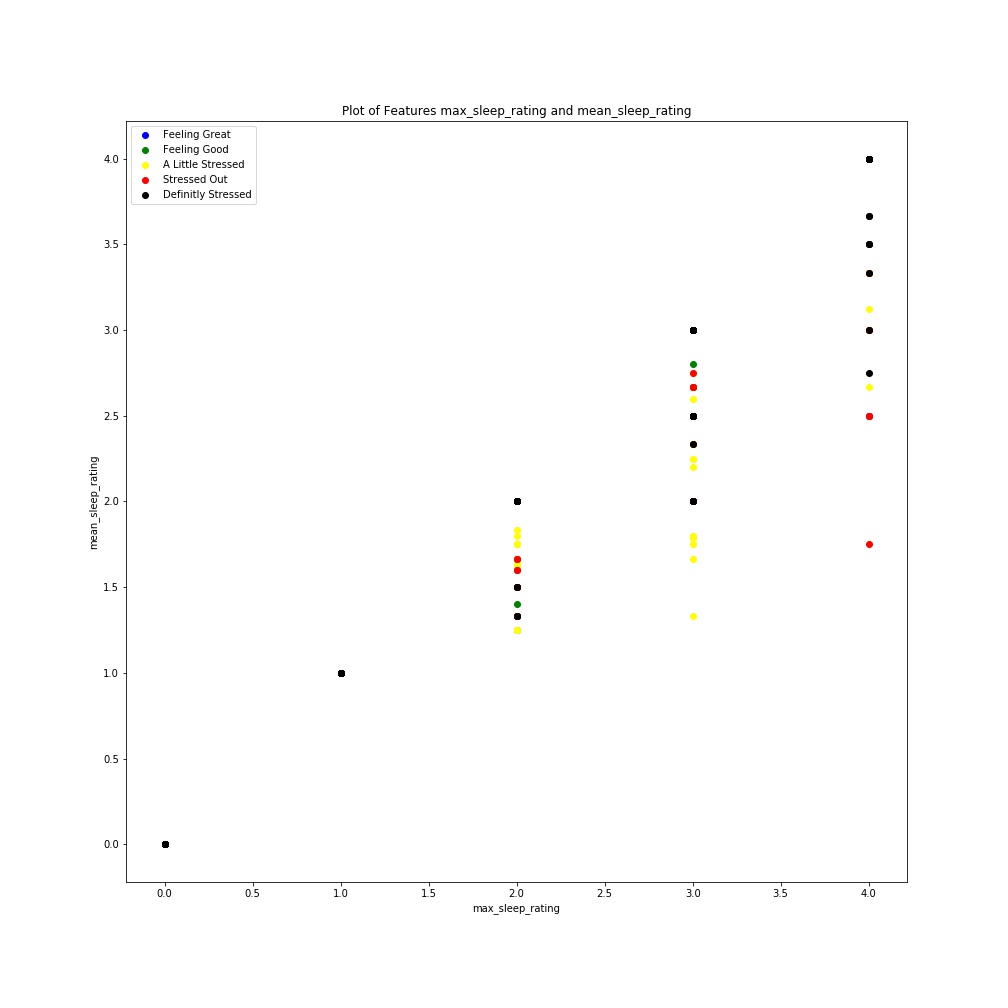 Plot of Features max_sleep_rating and mean_sleep_rating
Feeling Great
Feeling Good
A Little Stressed
Stressed Out
Definitly Stressed
4.0
3.5
3.0
2.5
2.0
1.5
1.0
0.5
0.0
mean_sleep_rating
0.0 0.5 1.0 1.5 2.0 2.5 3.0 3.5 4.0
max_sleep_rating